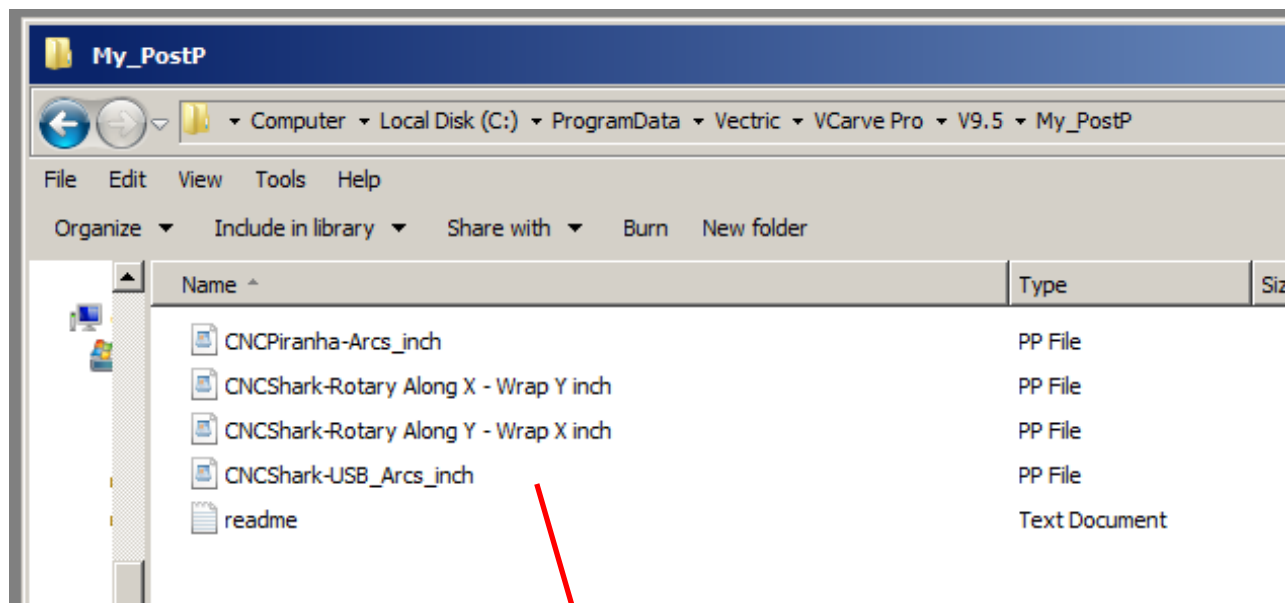 My_PostP
Computer Local Disk (C:) ProgramData Vectric VCarve Pro V9.5 My_PostP
File Edit View Tools Help
Organize Include in library Share with Burn New folder
Name Type Siz
CNCPiranha-Arcs_inch PP File
CNCShark-Rotary Along X - Wrap Y inch PP File
CNCShark-Rotary Along Y - Wrap X inch PP File
CNCShark-USB_Arcs_inch PP File
readme Text Document